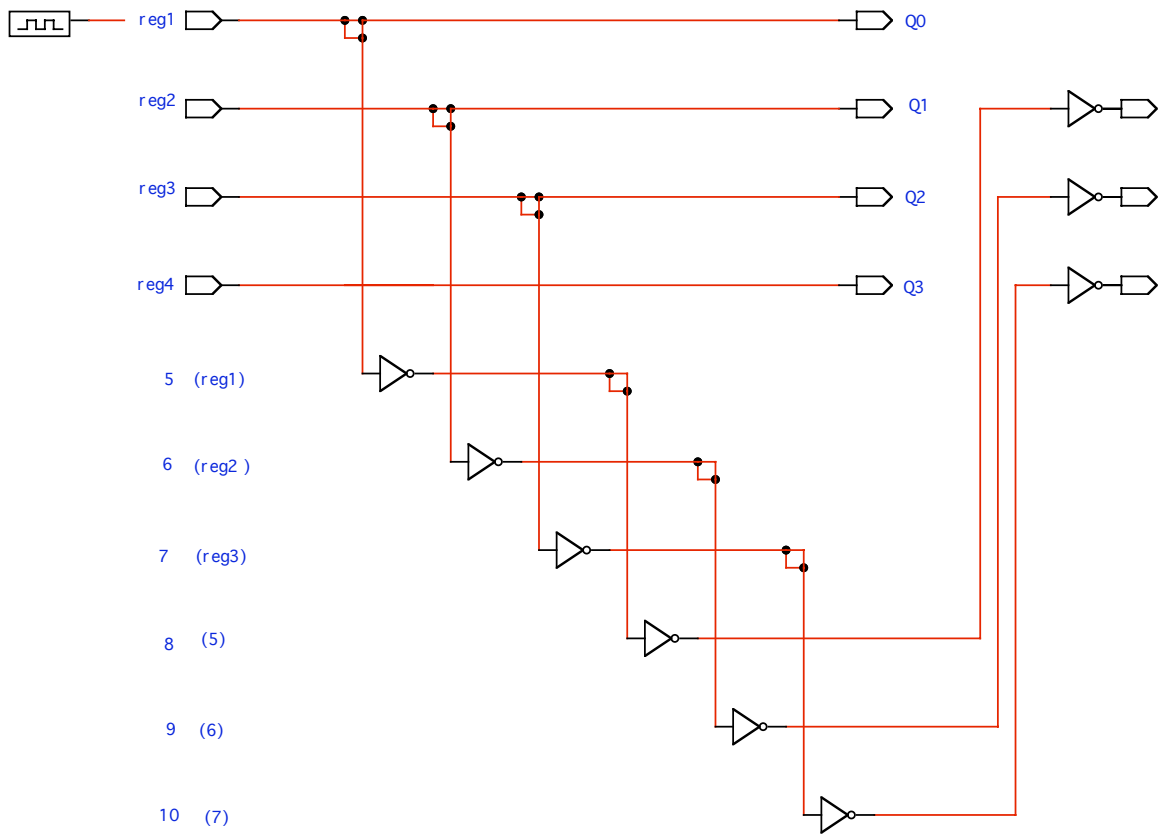 reg1 Q0
reg2 Q1
reg3 Q2
reg4 Q3
5 (reg1)
6 (reg2 )
7 (reg3)
8 (5)
9 (6)
10 (7)